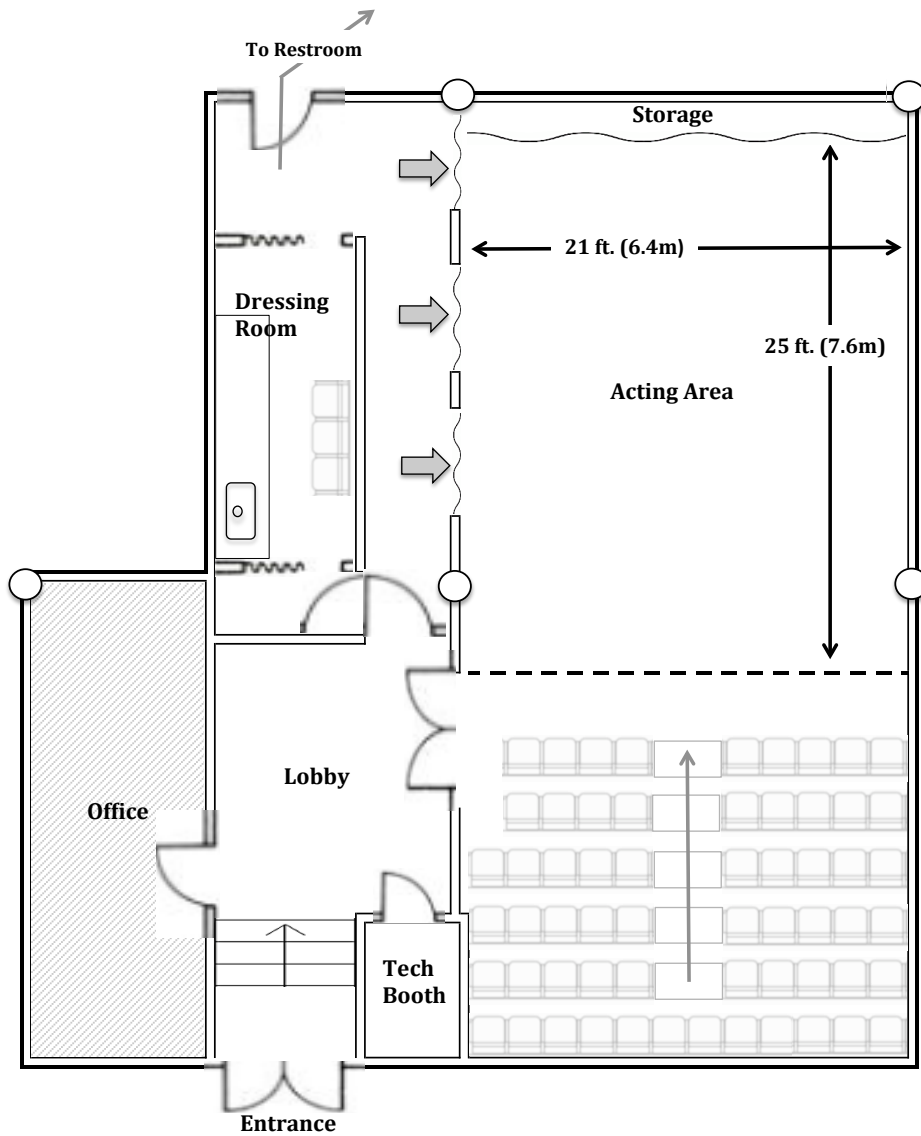 To Restroom
Storage
21 ft. (6.4m)
Dressing
Room
25 ft. (7.6m)
Acting Area
Lobby
Office
Tech
Booth
Entrance